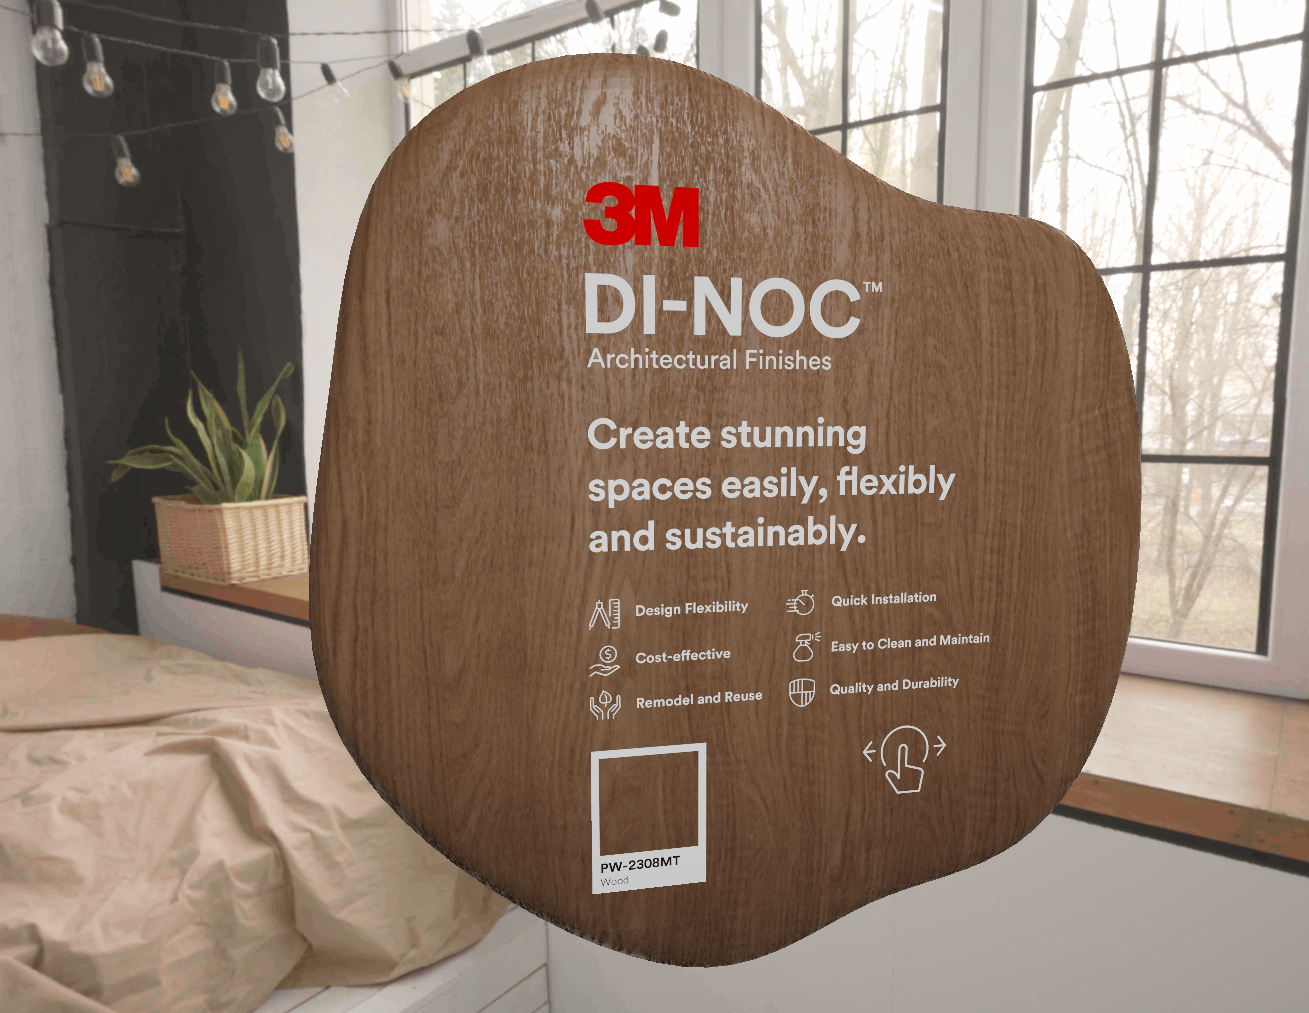 3M
DI-NOC™
Architectural Finishes
Create stunning
spaces easily, flexibly
and sustainably.
Design Flexibility
Quick Installation
Cost-effective
Easy to Clean and Maintain
Remodel and Reuse
Quality and Durability
PW-2308MT
Wood